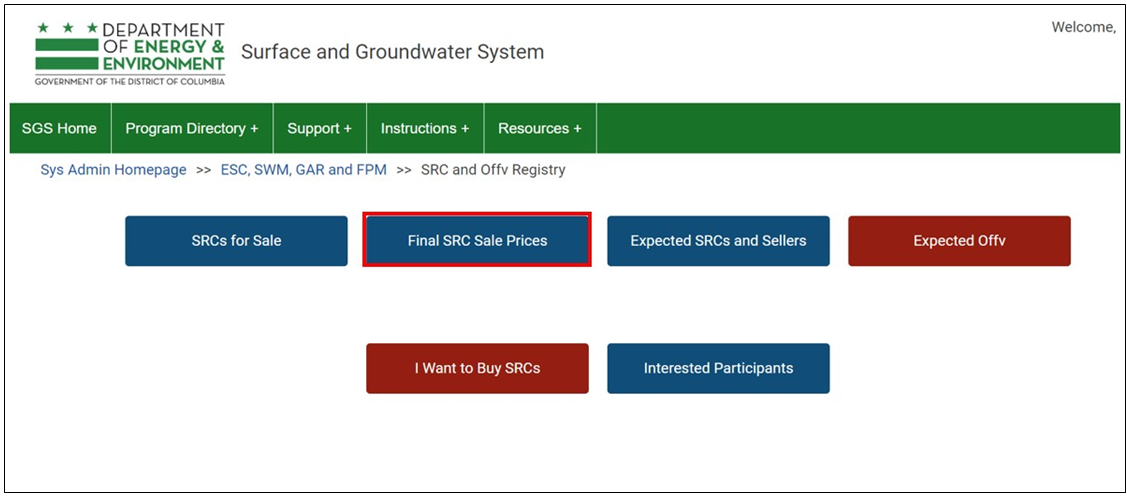 DEPARTMENT
OF ENERGY &
ENVIRONMENT
GOVERNMENT OF THE DISTRICT OF COLUMBIA
Surface and Groundwater System
Welcome,
SGS Home Program Directory + Support + Instructions + Resources +
Sys Admin Homepage >> ESC, SWM, GAR and FPM >> SRC and Offv Registry
SRCs for Sale Final SRC Sale Prices Expected SRCs and Sellers Expected Offv
I Want to Buy SRCs Interested Participants